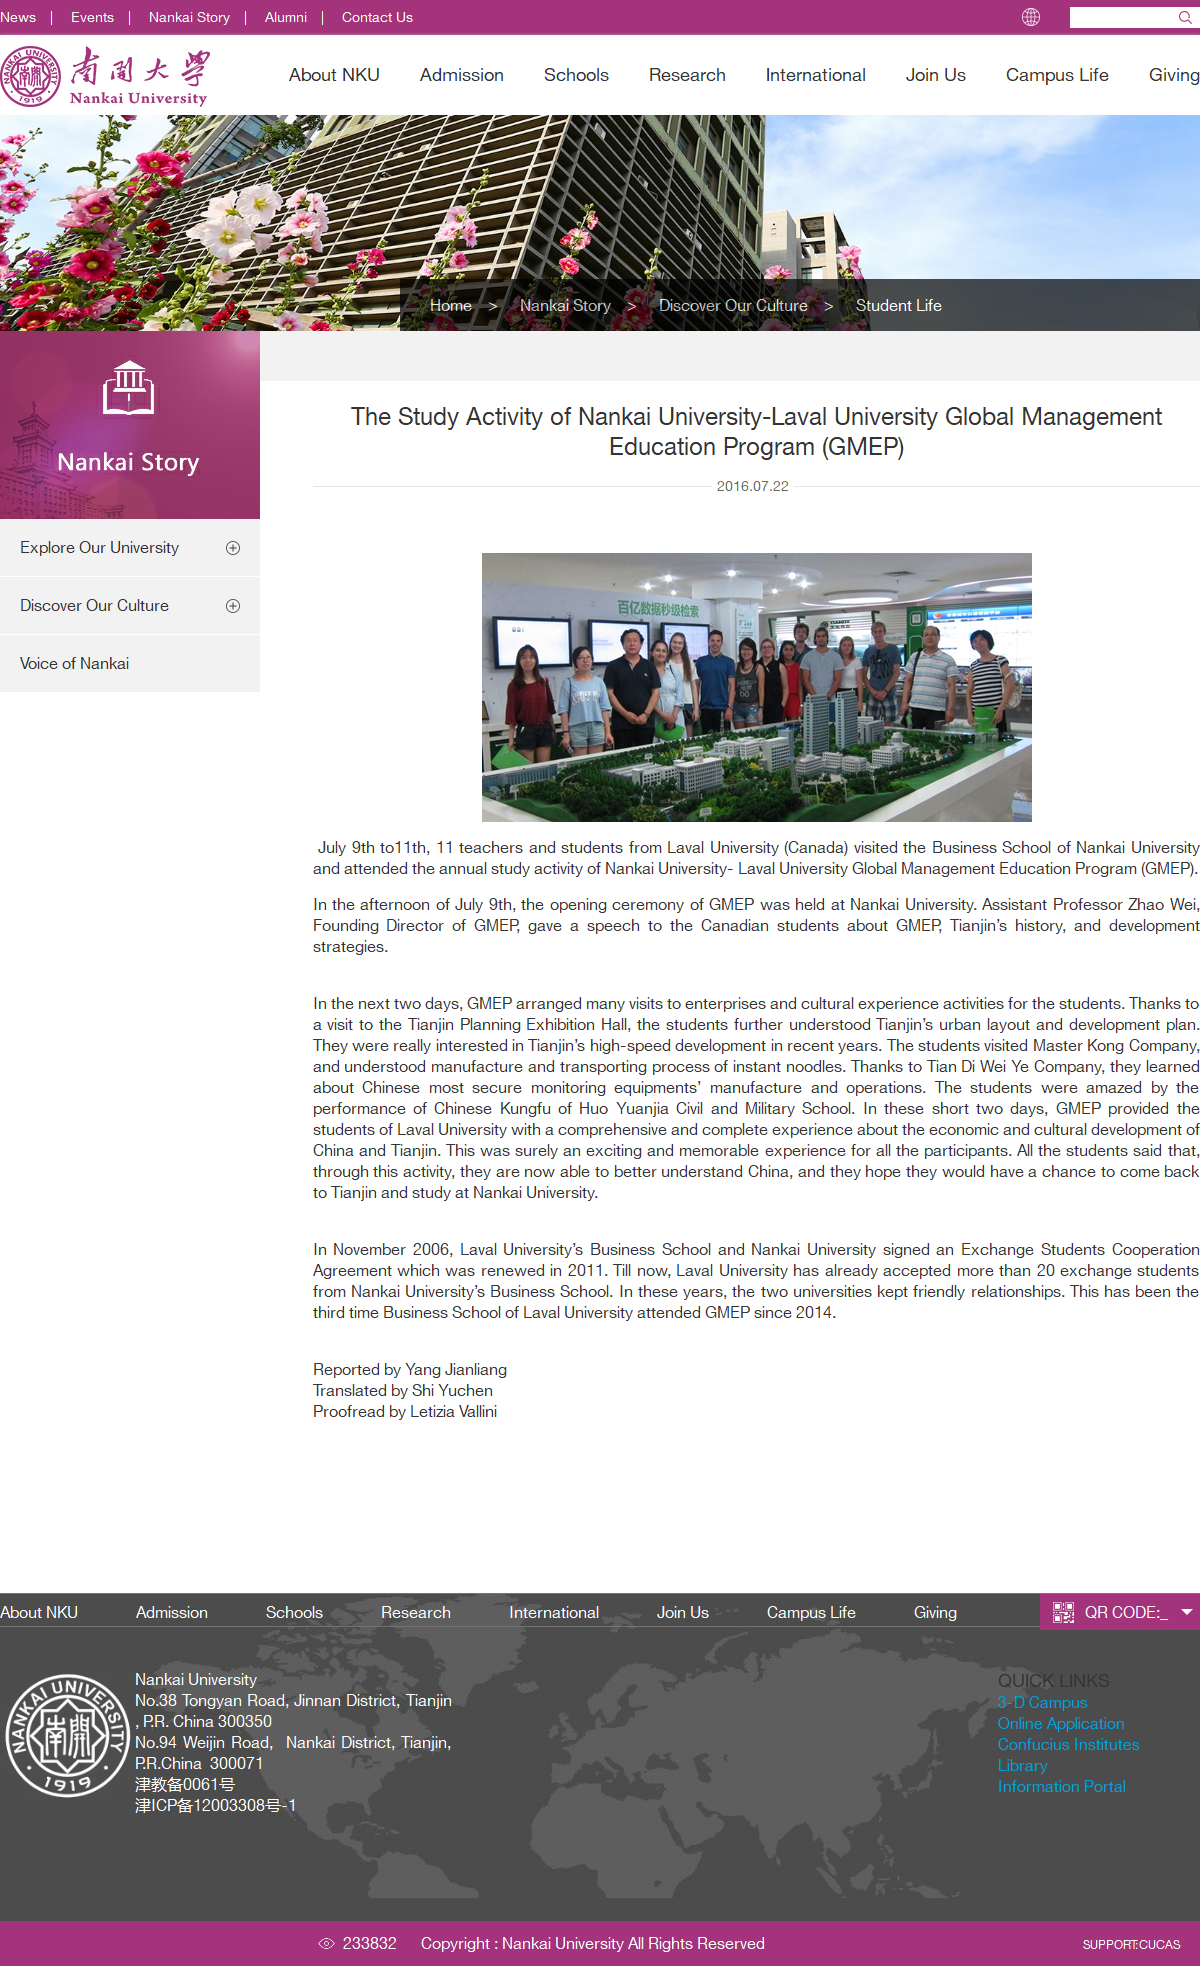 News | Events | Nankai Story | Alumni | Contact Us
NANKAI UNIVERSITY
1919
南開大學
Nankai University
About NKU Admission Schools Research International Join Us Campus Life Giving
Home > Nankai Story > Discover Our Culture > Student Life
Nankai Story
Explore Our University
Discover Our Culture
Voice of Nankai
The Study Activity of Nankai University-Laval University Global Management
Education Program (GMEP)
2016.07.22
百亿数据秒级检索
July 9th to11th, 11 teachers and students from Laval University (Canada) visited the Business School of Nankai University
and attended the annual study activity of Nankai University- Laval University Global Management Education Program (GMEP).
In the afternoon of July 9th, the opening ceremony of GMEP was held at Nankai University. Assistant Professor Zhao Wei,
Founding Director of GMEP, gave a speech to the Canadian students about GMEP, Tianjin’s history, and development
strategies.
In the next two days, GMEP arranged many visits to enterprises and cultural experience activities for the students. Thanks to
a visit to the Tianjin Planning Exhibition Hall, the students further understood Tianjin’s urban layout and development plan.
They were really interested in Tianjin’s high-speed development in recent years. The students visited Master Kong Company,
and understood manufacture and transporting process of instant noodles. Thanks to Tian Di Wei Ye Company, they learned
about Chinese most secure monitoring equipments’ manufacture and operations. The students were amazed by the
performance of Chinese Kungfu of Huo Yuanjia Civil and Military School. In these short two days, GMEP provided the
students of Laval University with a comprehensive and complete experience about the economic and cultural development of
China and Tianjin. This was surely an exciting and memorable experience for all the participants. All the students said that,
through this activity, they are now able to better understand China, and they hope they would have a chance to come back
to Tianjin and study at Nankai University.
In November 2006, Laval University’s Business School and Nankai University signed an Exchange Students Cooperation
Agreement which was renewed in 2011. Till now, Laval University has already accepted more than 20 exchange students
from Nankai University’s Business School. In these years, the two universities kept friendly relationships. This has been the
third time Business School of Laval University attended GMEP since 2014.
Reported by Yang Jianliang
Translated by Shi Yuchen
Proofread by Letizia Vallini
About NKU Admission Schools Research International Join Us Campus Life Giving QR CODE:_
NANKAI UNIVERSITY
南開
1919
Nankai University
No.38 Tongyan Road, Jinnan District, Tianjin
, P.R. China 300350
No.94 Weijin Road, Nankai District, Tianjin,
P.R.China 300071
津教备0061号
津ICP备12003308号-1
QUICK LINKS
3-D Campus
Online Application
Confucius Institutes
Library
Information Portal
233832 Copyright : Nankai University All Rights Reserved SUPPORT:CUCAS